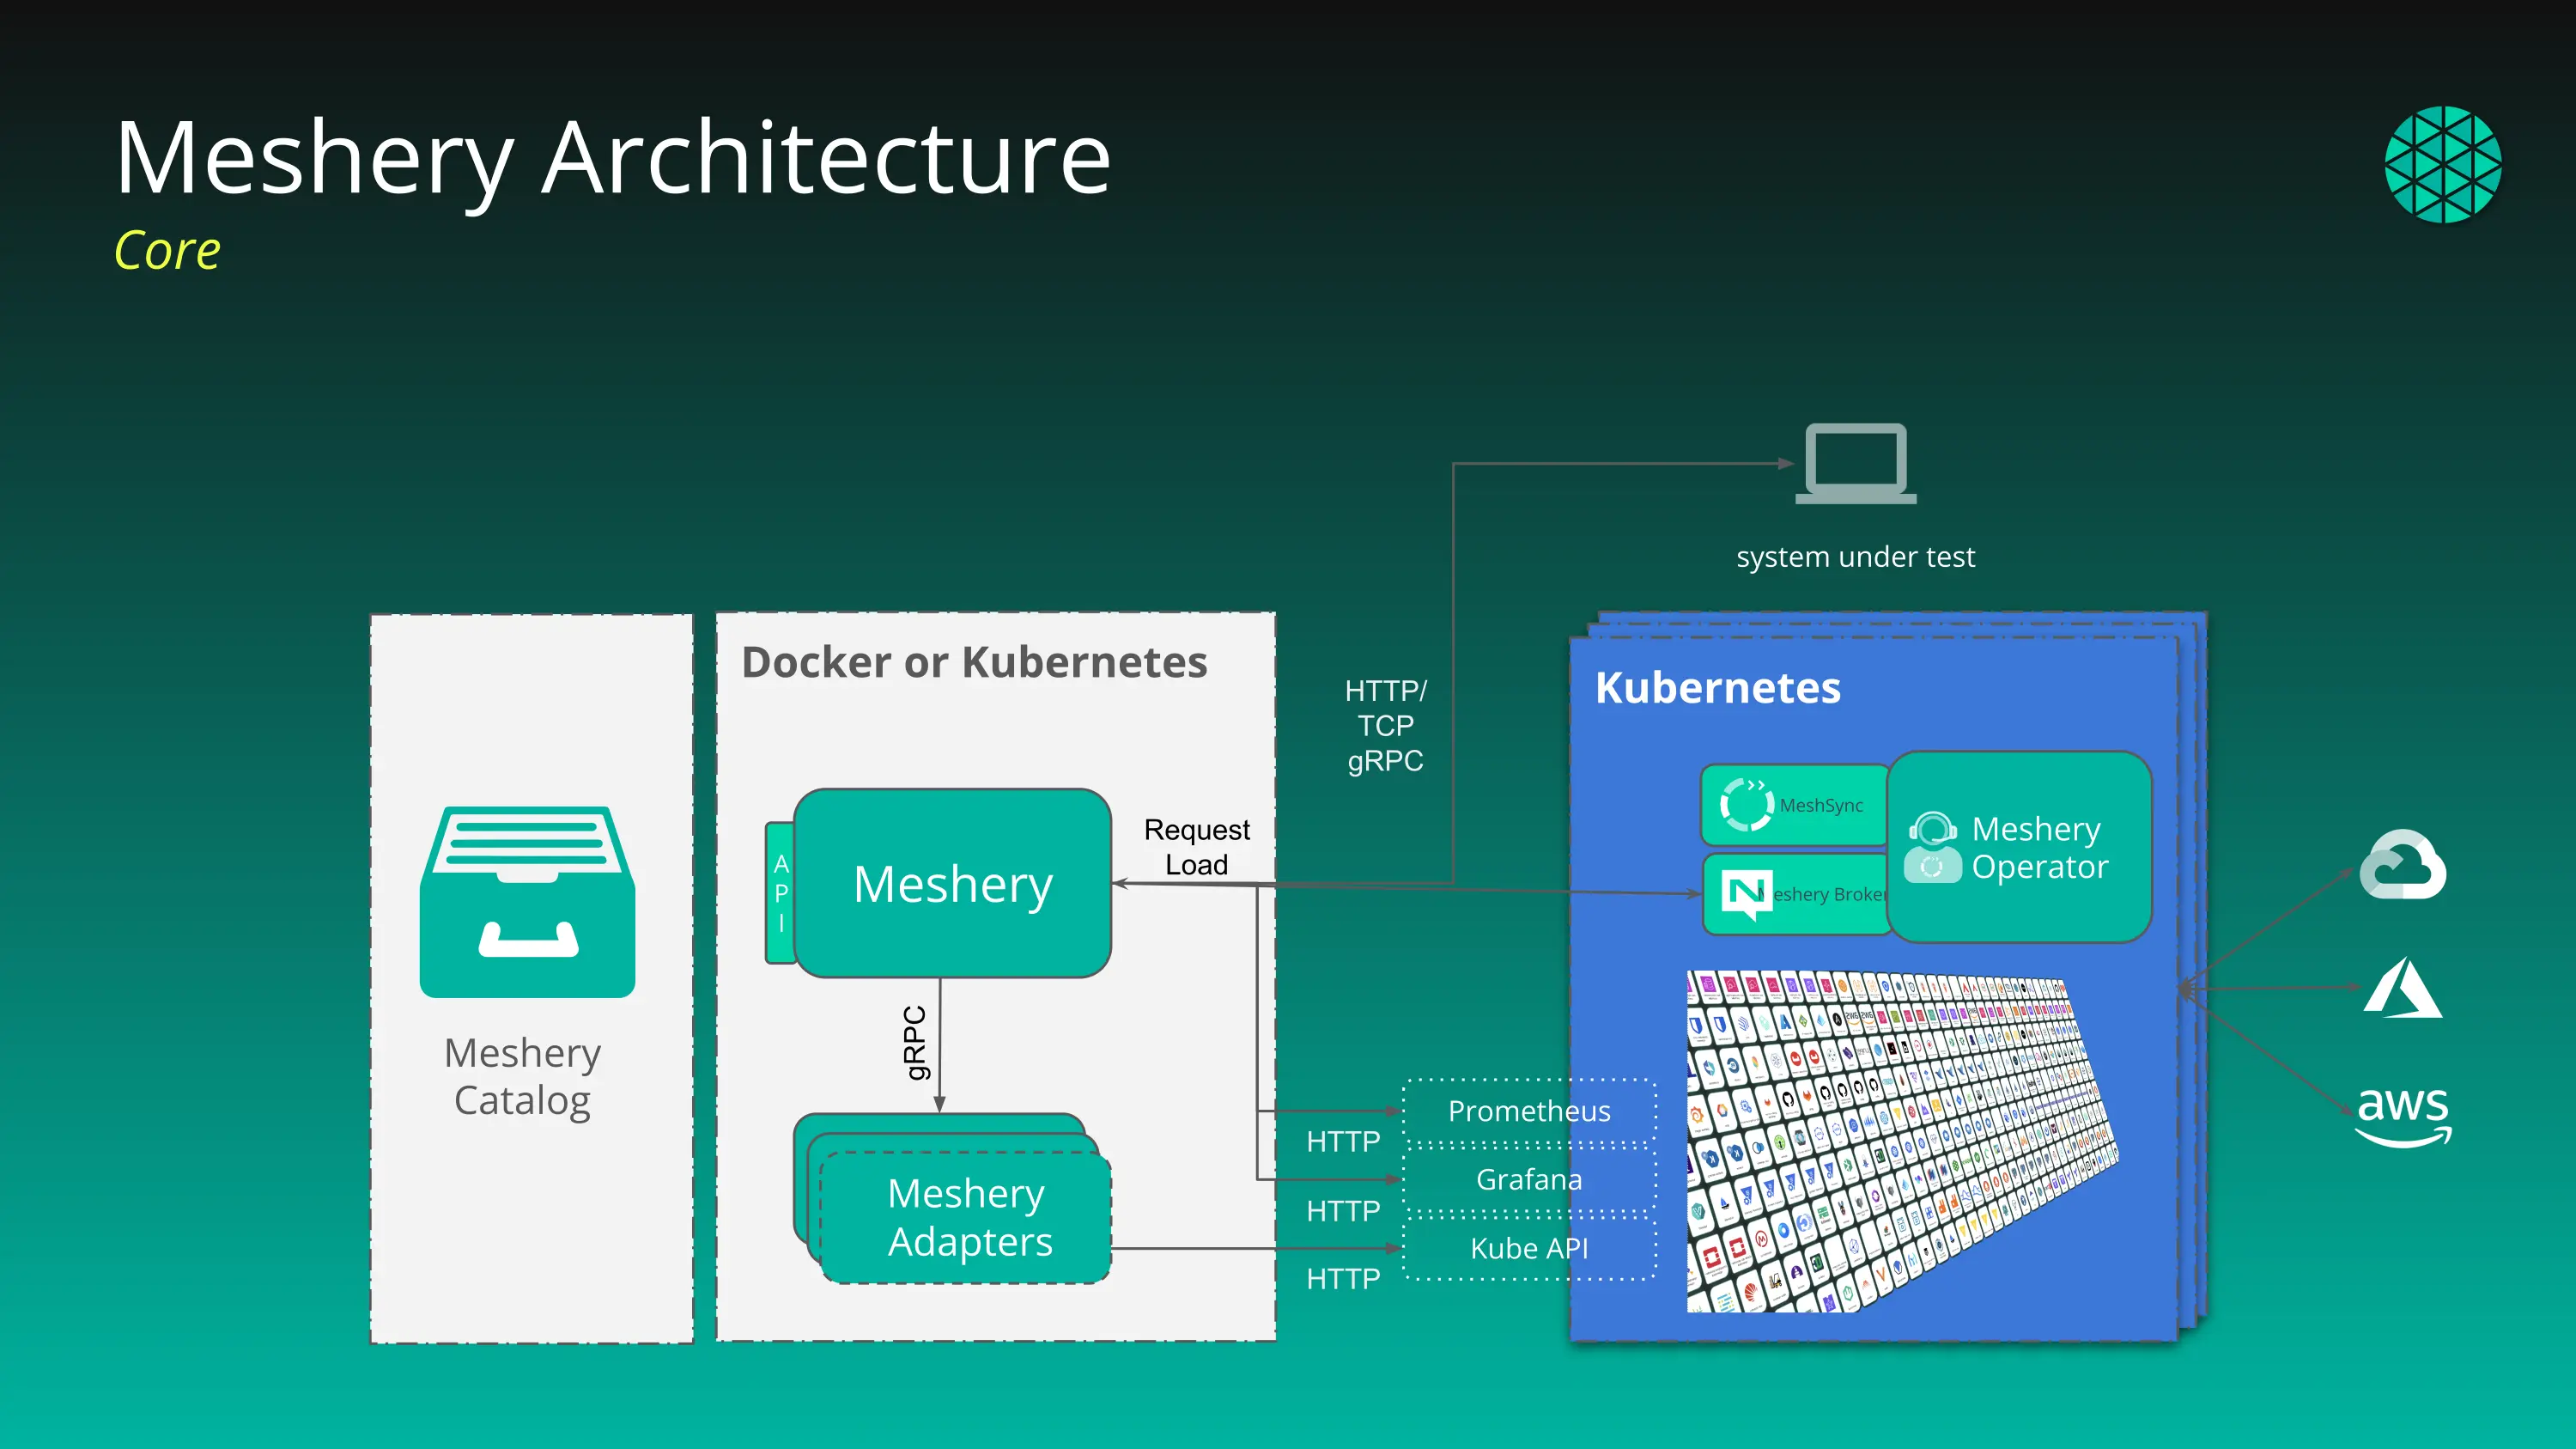 Meshery Architecture
Core
system under test
Docker or Kubernetes
Kubernetes
HTTP/
TCP
gRPC
MeshSync
Meshery
Operator
Meshery Broker
Request
Load
A
P
I
Meshery
gRPC
Meshery
Catalog
Meshery
Adapters
Prometheus
HTTP
Grafana
HTTP
Kube API
HTTP
aws